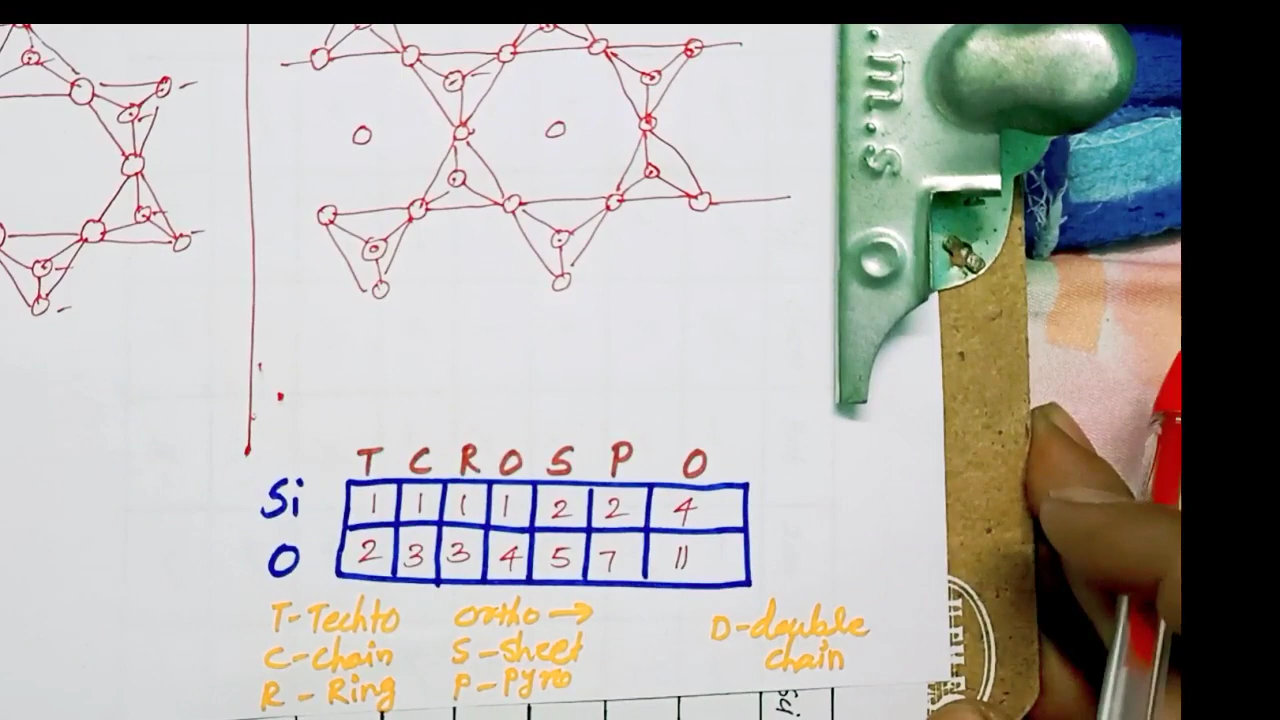 .m.s
T C R O S P O
Si 1 1 1 1 2 2 4
O 2 3 3 4 5 7 11
T-Techto ortho→ D-double
C-chain S-sheet chain
R-Ring P-Pyro